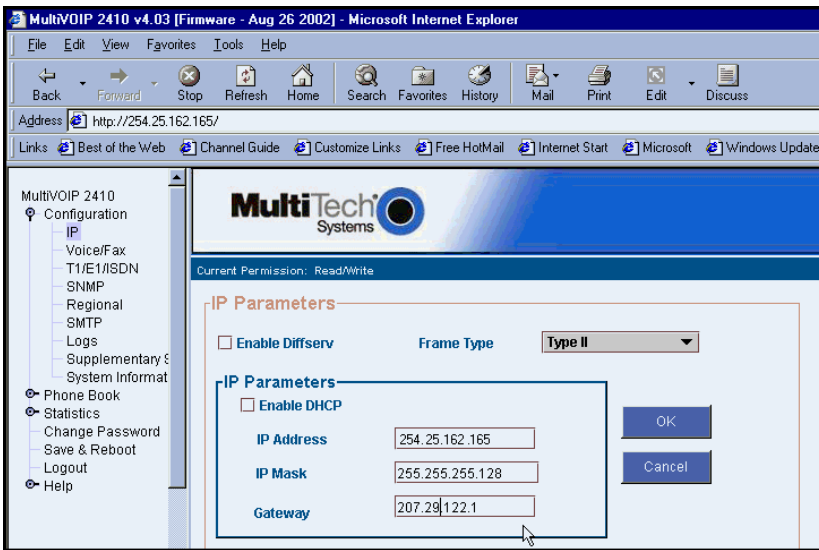 MultiVOIP 2410 v4.03 [Firmware - Aug 26 2002] - Microsoft Internet Explorer
File Edit View Favorites Tools Help
Back Forward Stop Refresh Home Search Favorites History Mail Print Edit Discuss
Address http://254.25.162.165/
Links Best of the Web Channel Guide Customize Links Free HotMail Internet Start Microsoft Windows Update
MultiVOIP 2410
Configuration
IP
Voice/Fax
T1/E1/ISDN
SNMP
Regional
SMTP
Logs
Supplementary S
System Informat
Phone Book
Statistics
Change Password
Save & Reboot
Logout
Help
MultiTech
Systems
Current Permission: Read/Write
IP Parameters
Enable Diffserv Frame Type Type II
IP Parameters
Enable DHCP
IP Address 254.25.162.165
IP Mask 255.255.255.128
Gateway 207.29.122.1
OK
Cancel